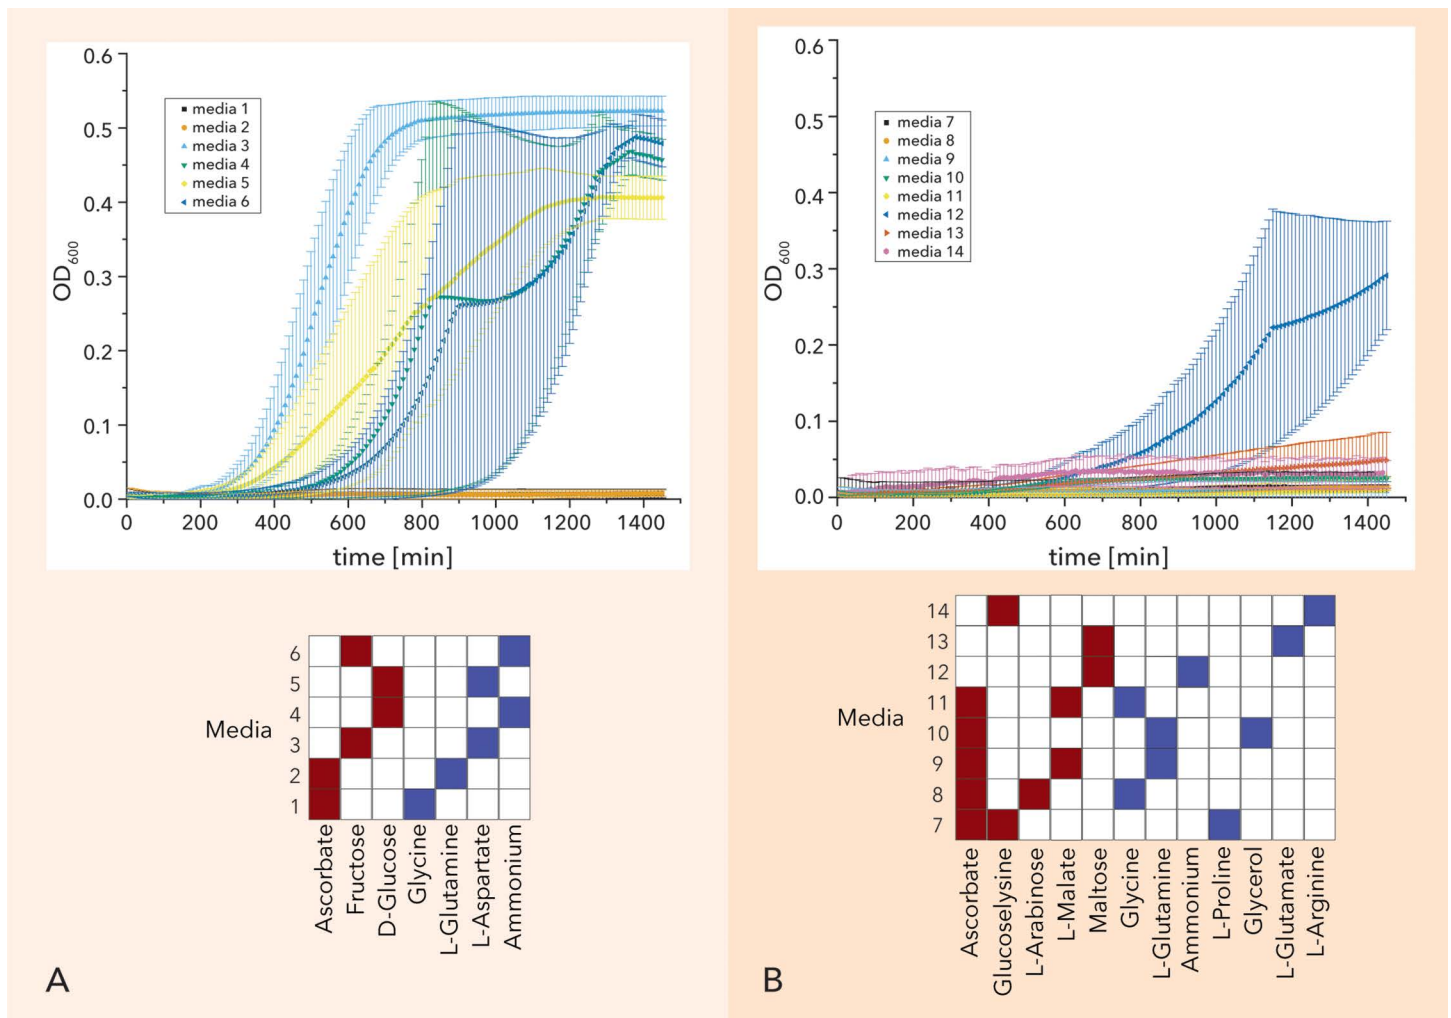 0.6
0.5
0.4
0.3
0.2
0.1
0.0
OD600
media 1
media 2
media 3
media 4
media 5
media 6
0 200 400 600 800 1000 1200 1400
time [min]
6
5
4
3
2
1
Media
Ascorbate
Fructose
D-Glucose
Glycine
L-Glutamine
L-Aspartate
Ammonium
A
0.6
0.5
0.4
0.3
0.2
0.1
0.0
OD600
media 7
media 8
media 9
media 10
media 11
media 12
media 13
media 14
0 200 400 600 800 1000 1200 1400
time [min]
14
13
12
11
10
9
8
7
Media
Ascorbate
Glucoselysine
L-Arabinose
L-Malate
Maltose
Glycine
L-Glutamine
Ammonium
L-Proline
Glycerol
L-Glutamate
L-Arginine
B